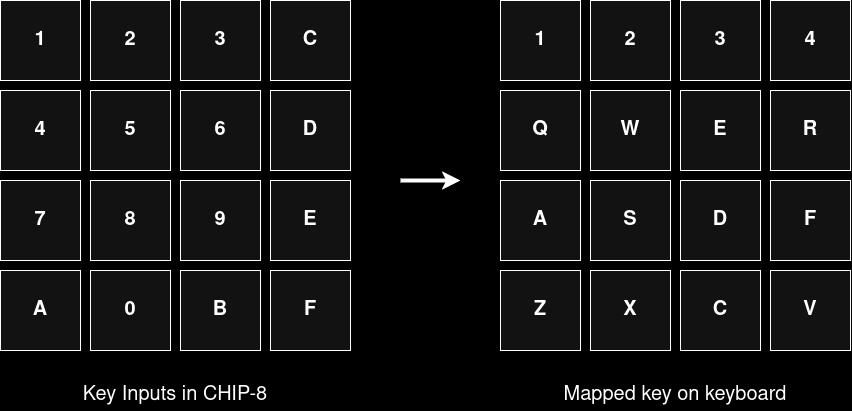 1 2 3 C 1 2 3 4
4 5 6 D Q W E R
7 8 9 E A S D F
A 0 B F Z X C V
Key Inputs in CHIP-8 Mapped key on keyboard